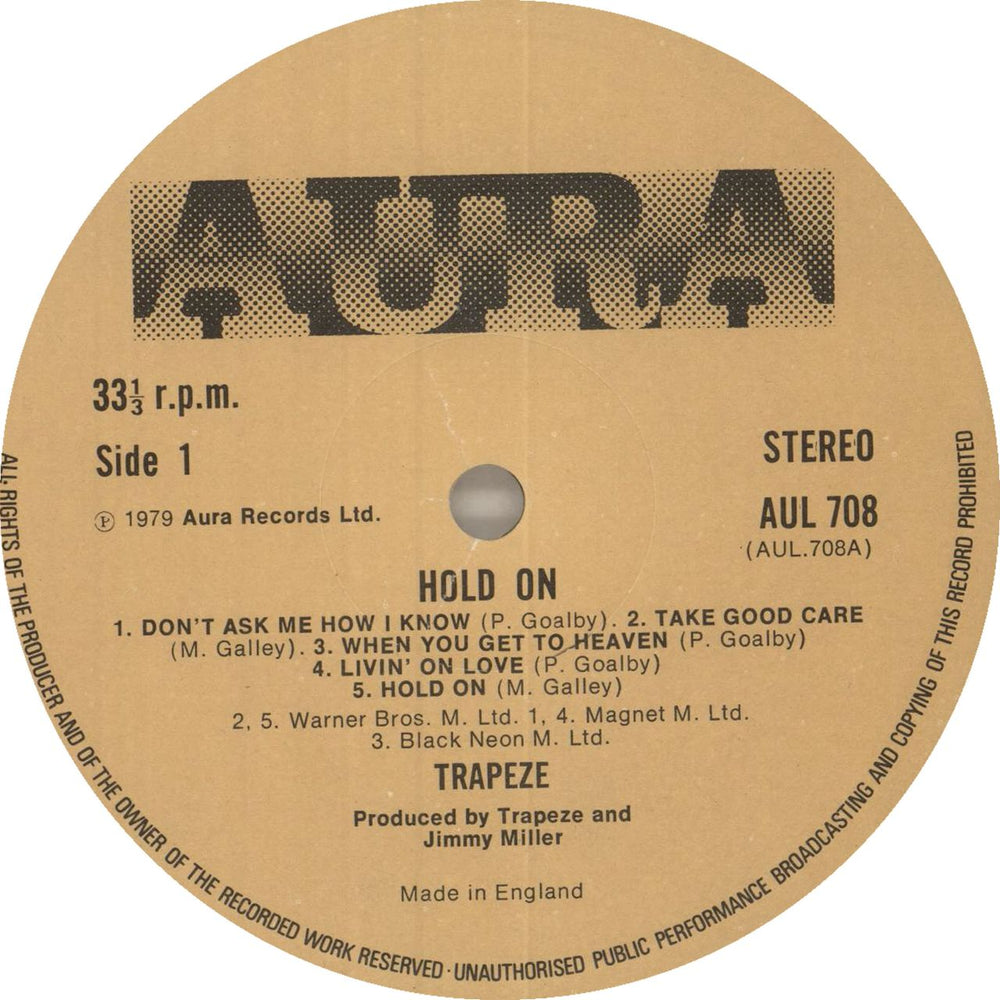 AURA
33⅓ r.p.m.
Side 1
℗ 1979 Aura Records Ltd.
STEREO
AUL 708
(AUL.708A)
HOLD ON
1. DON'T ASK ME HOW I KNOW (P. Goalby). 2. TAKE GOOD CARE
(M. Galley). 3. WHEN YOU GET TO HEAVEN (P. Goalby)
4. LIVIN' ON LOVE (P. Goalby)
5. HOLD ON (M. Galley)
2, 5. Warner Bros. M. Ltd. 1, 4. Magnet M. Ltd.
3. Black Neon M. Ltd.
TRAPEZE
Produced by Trapeze and
Jimmy Miller
Made in England
ALL RIGHTS OF THE PRODUCER AND OF THE OWNER OF THE RECORDED WORK RESERVED · UNAUTHORISED PUBLIC PERFORMANCE BROADCASTING AND COPYING OF THIS RECORD PROHIBITED